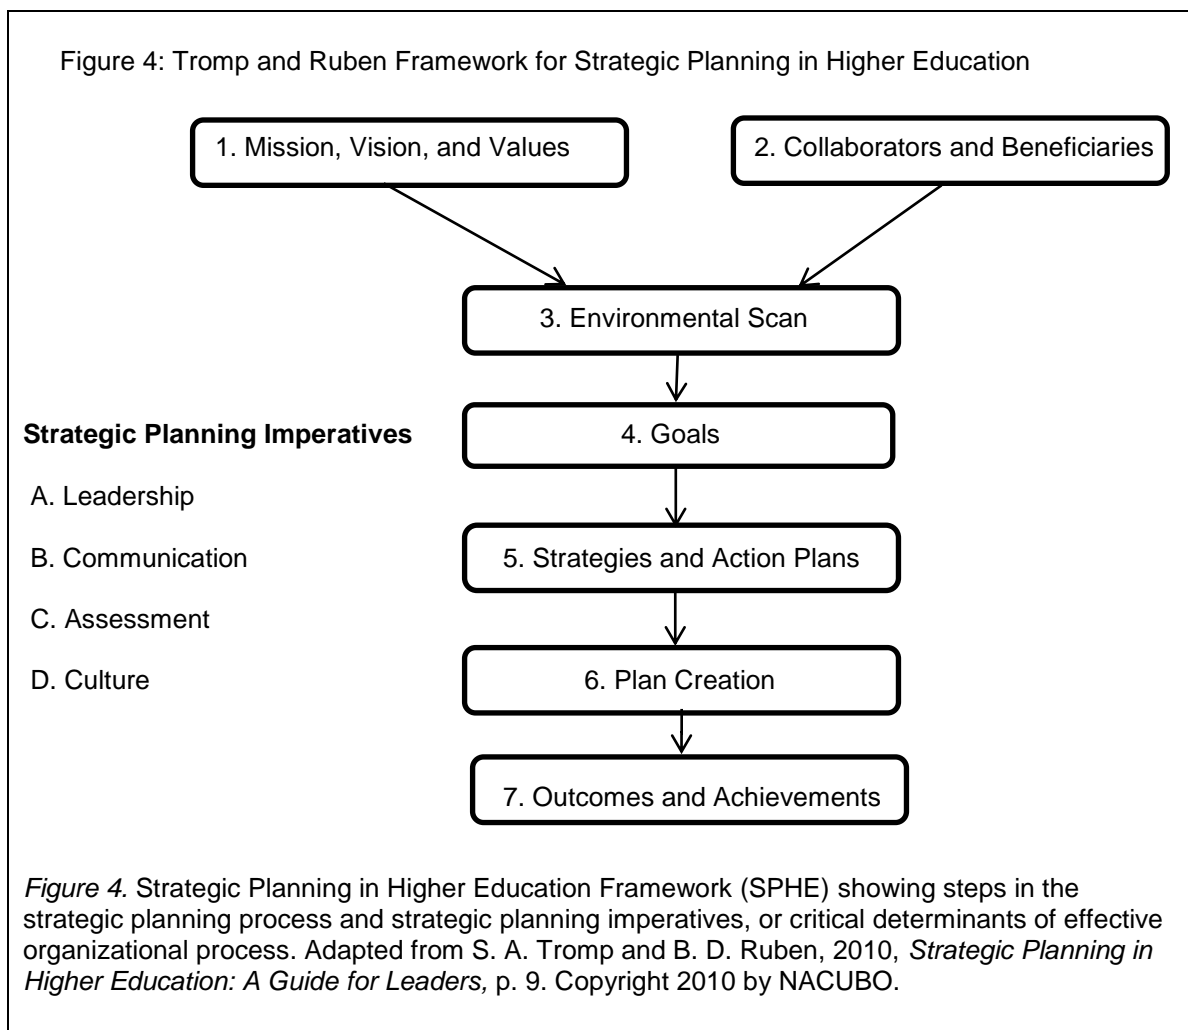 Figure 4: Tromp and Ruben Framework for Strategic Planning in Higher Education
1. Mission, Vision, and Values
2. Collaborators and Beneficiaries
3. Environmental Scan
4. Goals
5. Strategies and Action Plans
6. Plan Creation
7. Outcomes and Achievements
Strategic Planning Imperatives
A. Leadership
B. Communication
C. Assessment
D. Culture
Figure 4. Strategic Planning in Higher Education Framework (SPHE) showing steps in the
strategic planning process and strategic planning imperatives, or critical determinants of effective
organizational process. Adapted from S. A. Tromp and B. D. Ruben, 2010, Strategic Planning in
Higher Education: A Guide for Leaders, p. 9. Copyright 2010 by NACUBO.